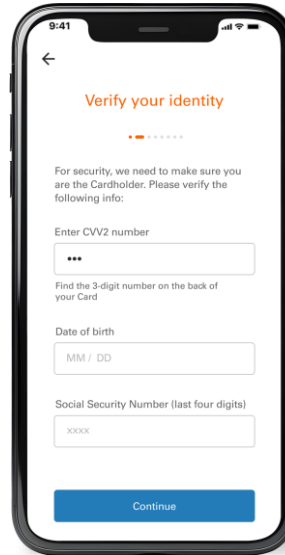 9:41
Verify your identity
For security, we need to make sure you
are the Cardholder. Please verify the
following info:
Enter CVV2 number
•••
Find the 3-digit number on the back of
your Card
Date of birth
MM / DD
Social Security Number (last four digits)
xxxx
Continue